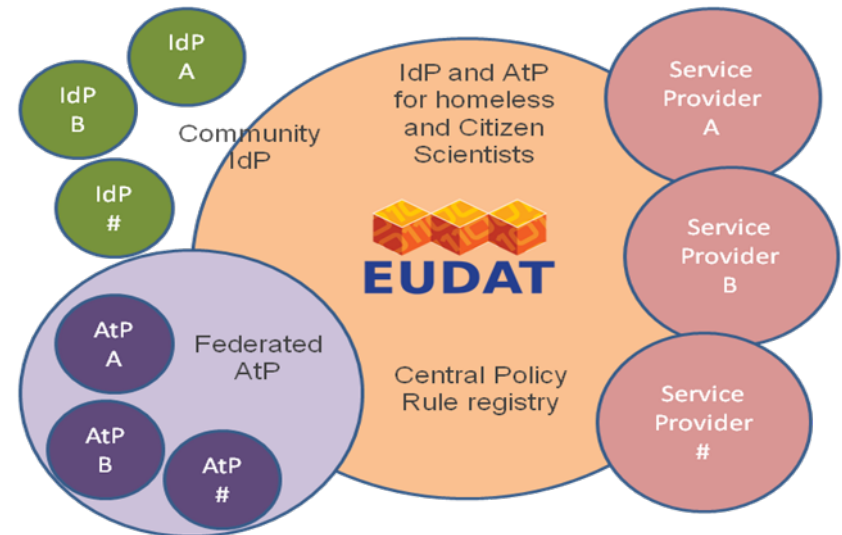 IdP
A
IdP
B
IdP
#
Community
IdP
IdP and AtP
for homeless
and Citizen
Scientists
EUDAT
Central Policy
Rule registry
Federated
AtP
AtP
A
AtP
B
AtP
#
Service
Provider
A
Service
Provider
B
Service
Provider
#